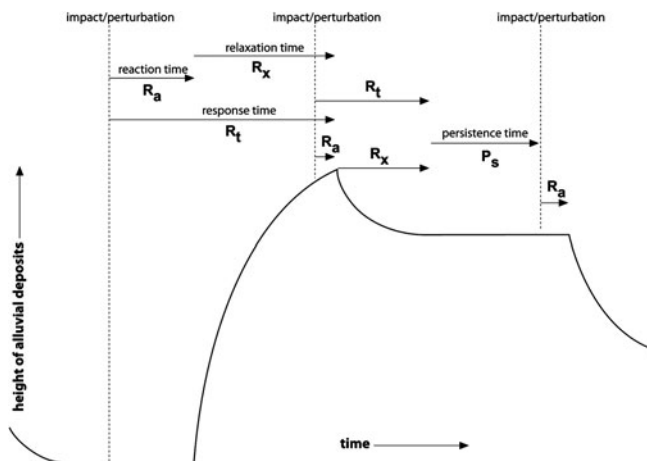 impact/perturbation
impact/perturbation
impact/perturbation
relaxation time
Rx
reaction time
Ra
Rt
response time
Rt
persistence time
Ps
Ra
Rx
Ra
height of alluvial deposits
time